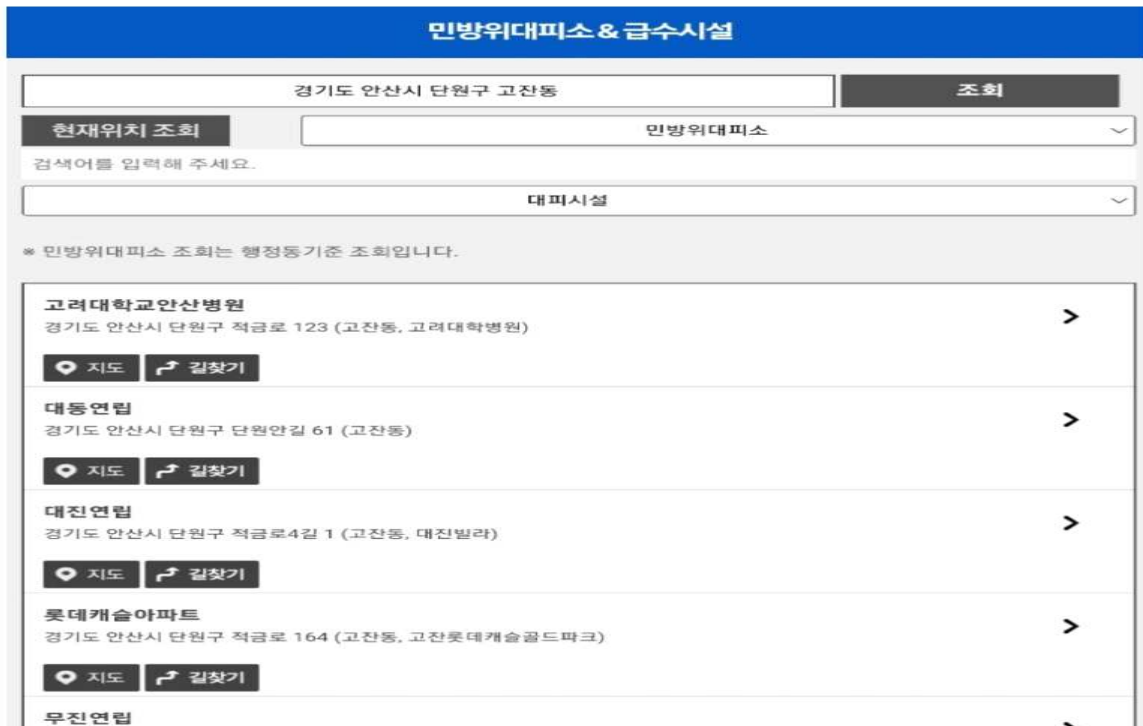 민방위대피소&급수시설
경기도 안산시 단원구 고잔동
조회
현재위치 조회
민방위대피소
검색어를 입력해 주세요.
대피시설
※ 민방위대피소 조회는 행정동기준 조회입니다.
고려대학교안산병원
경기도 안산시 단원구 적금로 123 (고잔동, 고려대학병원)
지도 길찾기
대동연립
경기도 안산시 단원구 단원안길 61 (고잔동)
지도 길찾기
대진연립
경기도 안산시 단원구 적금로4길 1 (고잔동, 대진빌라)
지도 길찾기
롯데캐슬아파트
경기도 안산시 단원구 적금로 164 (고잔동, 고잔롯데캐슬골드파크)
지도 길찾기
무진연립